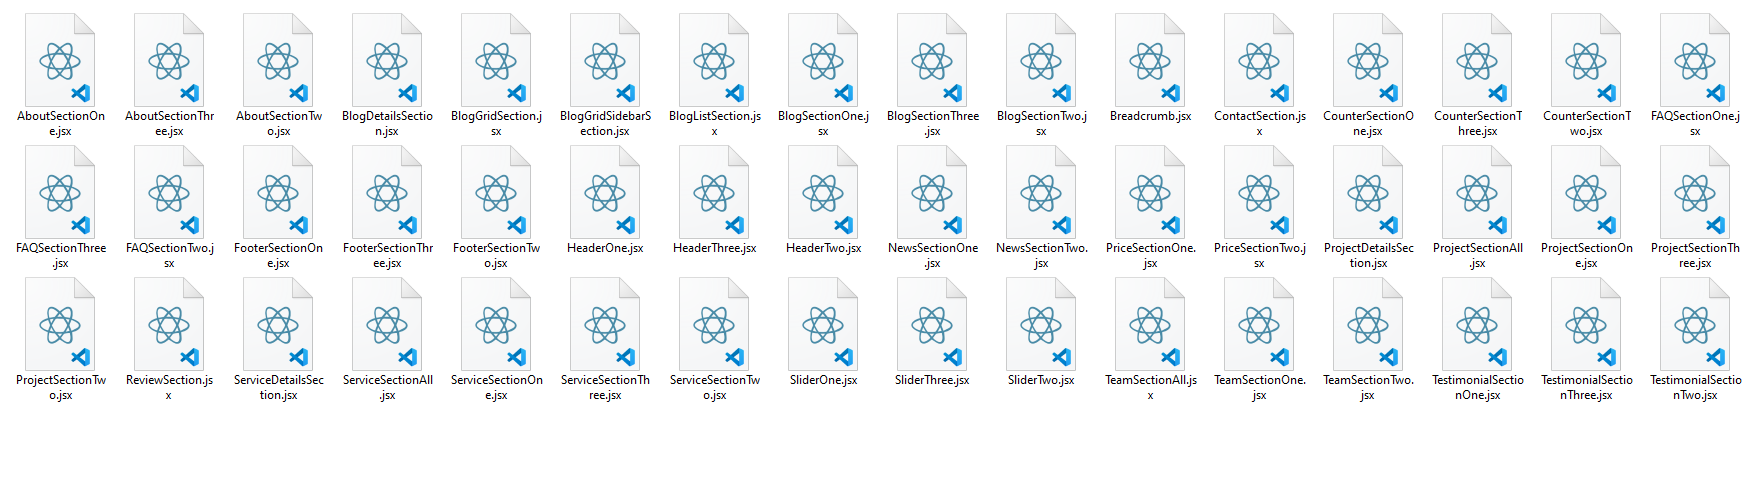 AboutSectionOn
e.jsx
AboutSectionThr
ee.jsx
AboutSectionTw
o.jsx
BlogDetailsSectio
n.jsx
BlogGridSection.j
sx
BlogGridSidebarS
ection.jsx
BlogListSection.js
x
BlogSectionOne.j
sx
BlogSectionThree
.jsx
BlogSectionTwo.j
sx
Breadcrumb.jsx
ContactSection.js
x
CounterSectionO
ne.jsx
CounterSectionT
hree.jsx
CounterSectionT
wo.jsx
FAQSectionOne.j
sx
FAQSectionThree
.jsx
FAQSectionTwo.j
sx
FooterSectionOn
e.jsx
FooterSectionThr
ee.jsx
FooterSectionTw
o.jsx
HeaderOne.jsx
HeaderThree.jsx
HeaderTwo.jsx
NewsSectionOne
.jsx
NewsSectionTwo.
jsx
PriceSectionOne.
jsx
PriceSectionTwo.j
sx
ProjectDetailsSec
tion.jsx
ProjectSectionAll
.jsx
ProjectSectionOn
e.jsx
ProjectSectionTh
ree.jsx
ProjectSectionTw
o.jsx
ReviewSection.js
x
ServiceDetailsSec
tion.jsx
ServiceSectionAll
.jsx
ServiceSectionOn
e.jsx
ServiceSectionTh
ree.jsx
ServiceSectionTw
o.jsx
SliderOne.jsx
SliderThree.jsx
SliderTwo.jsx
TeamSectionAll.js
x
TeamSectionOne.
jsx
TeamSectionTwo.
jsx
TestimonialSectio
nOne.jsx
TestimonialSectio
nThree.jsx
TestimonialSectio
nTwo.jsx